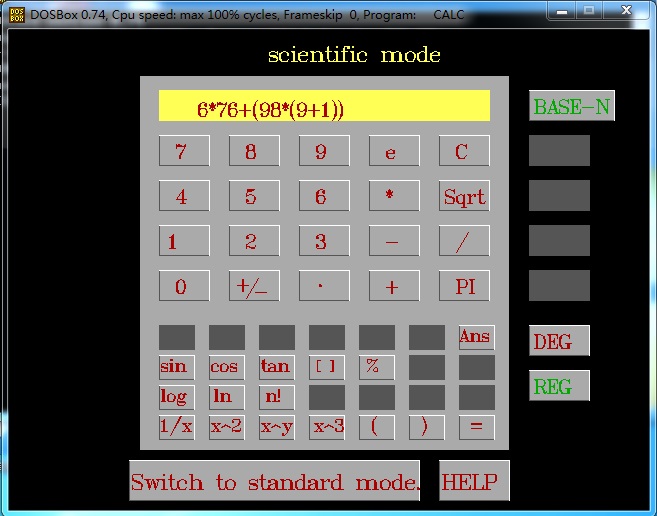 DOS BOX DOSBox 0.74, Cpu speed: max 100% cycles, Frameskip 0, Program: CALC
scientific mode
6*76+(98*(9+1)) BASE-N
7 8 9 e C
4 5 6 * Sqrt
1 2 3 - /
0 +/_ . + PI
Ans DEG
sin cos tan [ ] %
log ln n! REG
1/x x^2 x^y x^3 ( ) =
Switch to standard mode. HELP